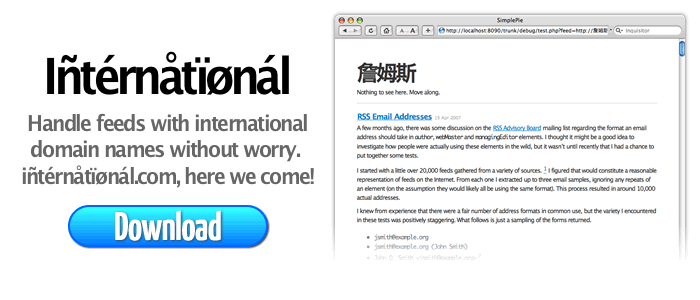 Iñtérnåtïønál
Handle feeds with international
domain names without worry.
iñtérnåtïønál.com, here we come!
Download
SimplePie
http://localhost:8090/trunk/debug/test.php?feed=http://詹姆斯
Inquisitor
詹姆斯
Nothing to see here. Move along.
RSS Email Addresses 15 Apr 2007
A few months ago, there was some discussion on the RSS Advisory Board mailing list regarding the format an email
address should take in author, webMaster and managingEditor elements. I thought it might be a good idea to
investigate how people were actually using these elements in the wild, but it wasn't until recently that I had a chance to
put together some tests.
I started with a little over 20,000 feeds gathered from a variety of sources. 1 I figured that would constitute a reasonable
representation of feeds on the Internet. From each one I extracted up to three email samples, ignoring any repeats of
an element (on the assumption they would likely all be using the same format). This process resulted in around 10,000
actual addresses.
I knew from experience that there were a fair number of address formats in common use, but the variety I encountered
in these tests was positively staggering. What follows is just a sampling of the forms returned.
• jsmith@example.org
• jsmith@example.org (John Smith)
• John Q. Smith <jsmith@example.org>